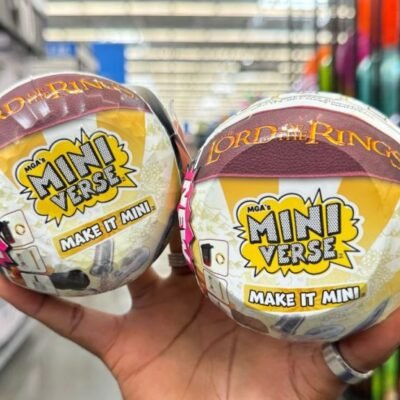 LORD OF THE RINGS
MGA's
MINI
VERSE
MAKE IT MINI
LORD OF THE RINGS
MGA's
MINI
VERSE
MAKE IT MINI